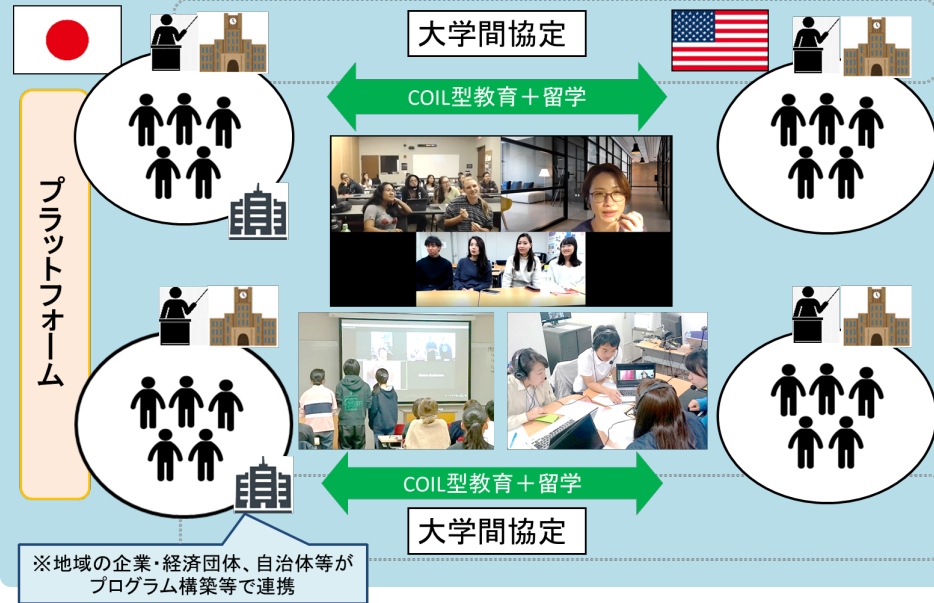 大学間協定
COIL型教育＋留学
プラットフォーム
COIL型教育＋留学
大学間協定
※地域の企業・経済団体、自治体等が
プログラム構築等で連携